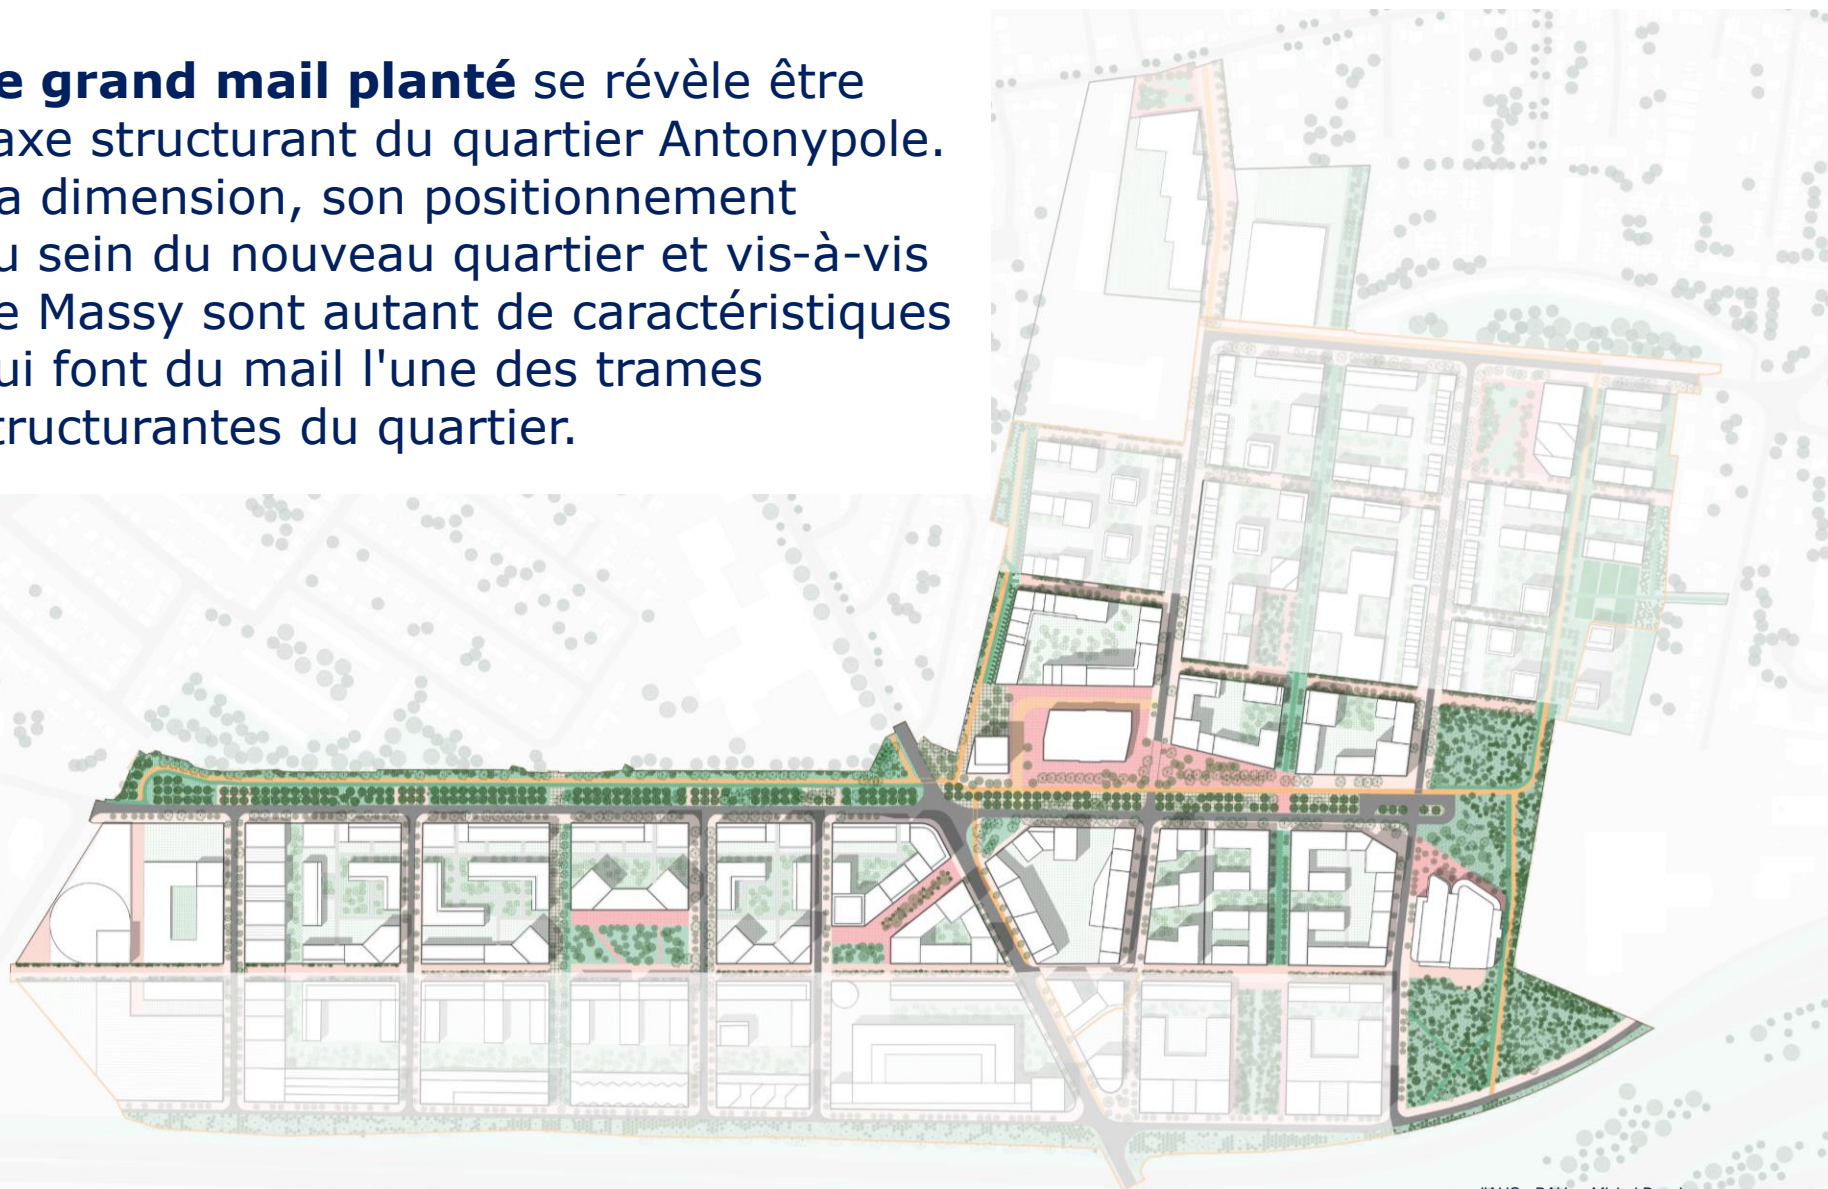 e grand mail planté se révèle être
axe structurant du quartier Antonypole.
a dimension, son positionnement
u sein du nouveau quartier et vis-à-vis
e Massy sont autant de caractéristiques
ui font du mail l'une des trames
tructurantes du quartier.